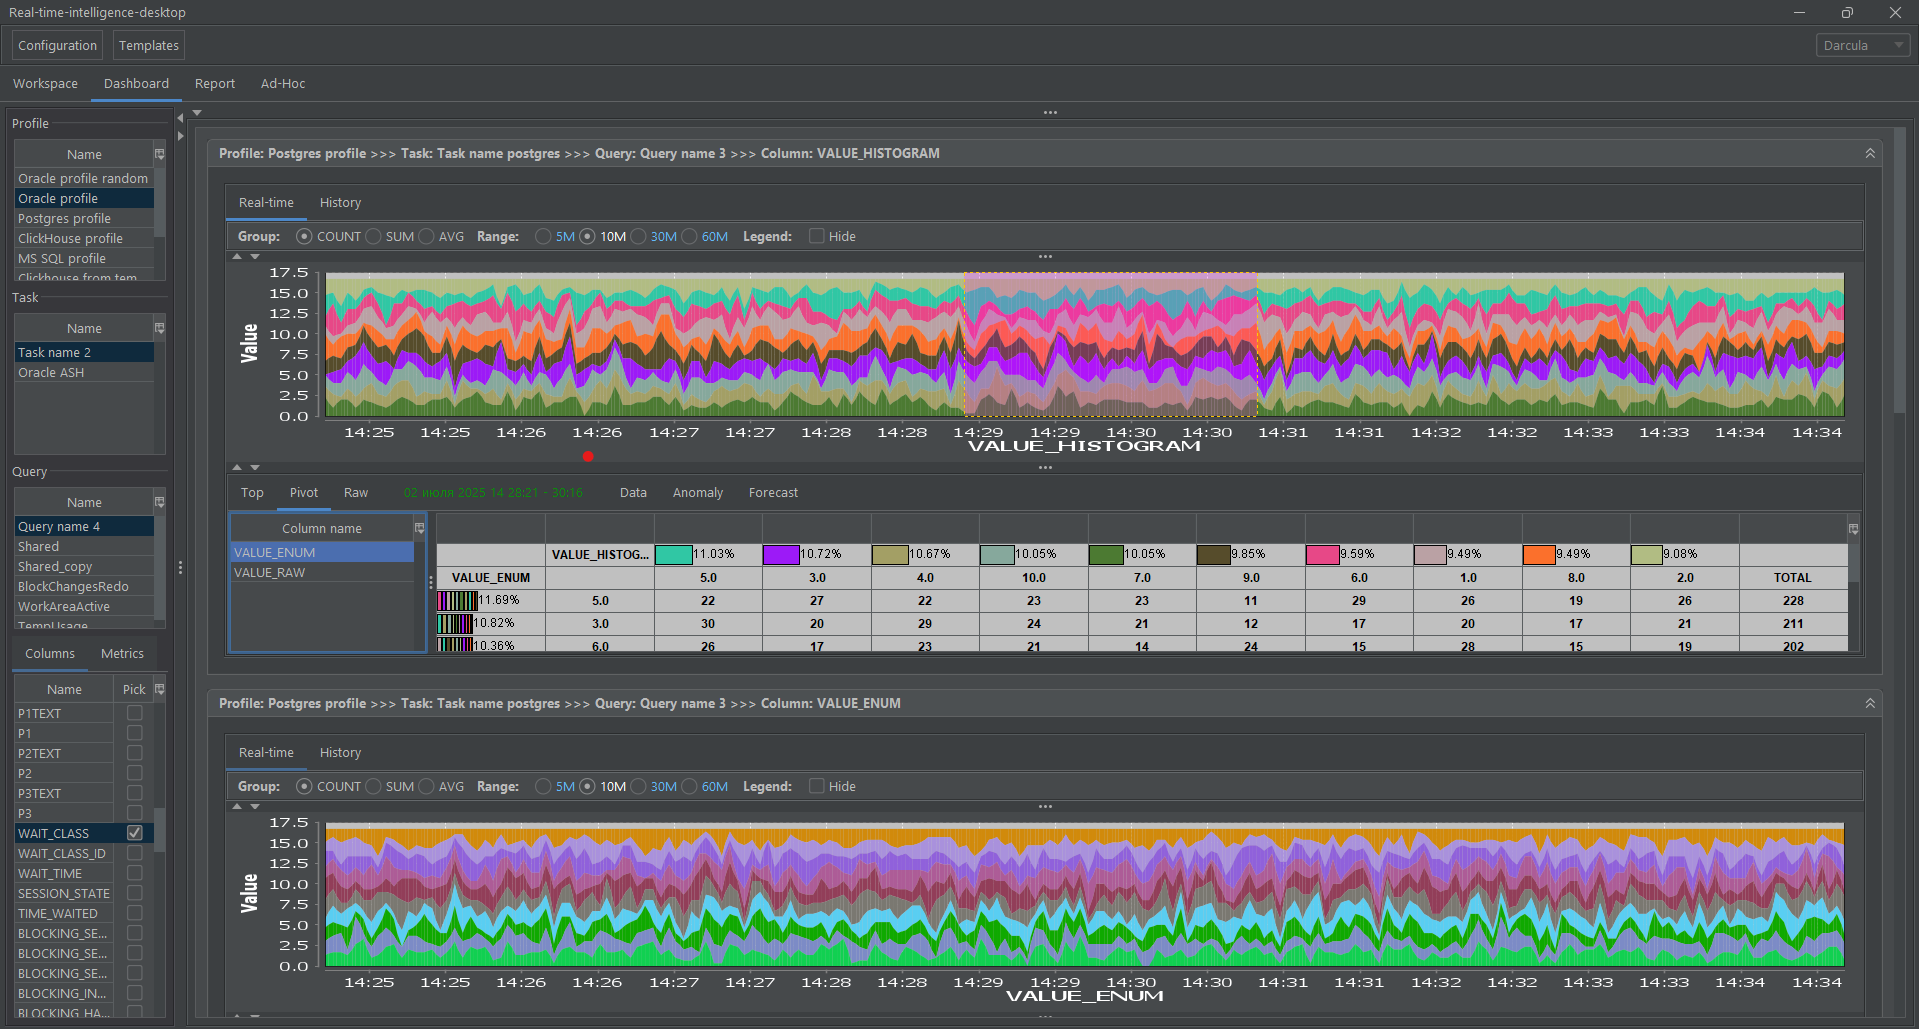 Real-time-intelligence-desktop
Configuration Templates Darcula
Workspace Dashboard Report Ad-Hoc
Profile
Name
Oracle profile random
Oracle profile
Postgres profile
ClickHouse profile
MS SQL profile
Clickhouse from tem
Task
Name
Task name 2
Oracle ASH
Query
Name
Query name 4
Shared
Shared_copy
BlockChangesRedo
WorkAreaActive
TempUsage
Columns Metrics
Name Pick
P1TEXT
P1
P2TEXT
P2
P3TEXT
P3
WAIT_CLASS
WAIT_CLASS_ID
WAIT_TIME
SESSION_STATE
TIME_WAITED
BLOCKING_SE...
BLOCKING_SE...
BLOCKING_SE...
BLOCKING_IN...
BLOCKING_HA...
Profile: Postgres profile >>> Task: Task name postgres >>> Query: Query name 3 >>> Column: VALUE_HISTOGRAM
Real-time History
Group: COUNT SUM AVG Range: 5M 10M 30M 60M Legend: Hide
17.5
15.0
12.5
10.0
7.5
5.0
2.5
0.0
Value
14:25 14:25 14:26 14:26 14:27 14:27 14:28 14:28 14:29 14:29 14:30 14:30 14:31 14:31 14:32 14:32 14:33 14:33 14:34 14:34
VALUE_HISTOGRAM
Top Pivot Raw 02 июля 2025 14:28:21 - 30:16 Data Anomaly Forecast
Column name
VALUE_ENUM
VALUE_RAW
VALUE_HISTOG... 11.03% 10.72% 10.67% 10.05% 10.05% 9.85% 9.59% 9.49% 9.49% 9.08%
VALUE_ENUM 5.0 3.0 4.0 10.0 7.0 9.0 6.0 1.0 8.0 2.0 TOTAL
11.69% 5.0 22 27 22 23 23 11 29 26 19 26 228
10.82% 3.0 30 20 29 24 21 12 17 20 17 21 211
10.36% 6.0 26 17 23 21 14 24 15 28 15 19 202
Profile: Postgres profile >>> Task: Task name postgres >>> Query: Query name 3 >>> Column: VALUE_ENUM
Real-time History
Group: COUNT SUM AVG Range: 5M 10M 30M 60M Legend: Hide
17.5
15.0
12.5
10.0
7.5
5.0
2.5
0.0
Value
14:25 14:25 14:26 14:26 14:27 14:27 14:28 14:28 14:29 14:29 14:30 14:30 14:31 14:31 14:32 14:32 14:33 14:33 14:34 14:34
VALUE_ENUM